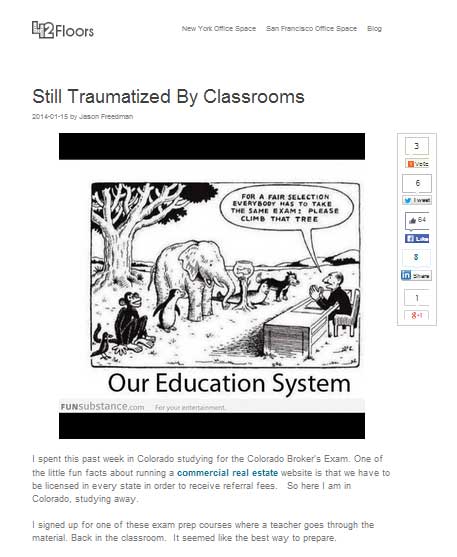 42Floors
New York Office Space San Francisco Office Space Blog
Still Traumatized By Classrooms
2014-01-15 by Jason Freedman
3
Vote
6
Tweet
64
Like
8
Share
1
+1
FOR A FAIR SELECTION
EVERYBODY HAS TO TAKE
THE SAME EXAM: PLEASE
CLIMB THAT TREE
Our Education System
FUNsubstance.com For your entertainment.
I spent this past week in Colorado studying for the Colorado Broker's Exam. One of
the little fun facts about running a commercial real estate website is that we have to
be licensed in every state in order to receive referral fees. So here I am in
Colorado, studying away.
I signed up for one of these exam prep courses where a teacher goes through the
material. Back in the classroom. It seemed like the best way to prepare.